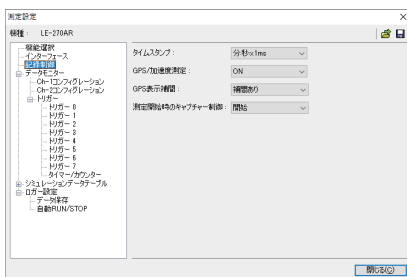 測定設定
機種： LE-270AR
機能選択
インターフェース
記録制御
データモニター
Ch-1コンフィグレーション
Ch-2コンフィグレーション
トリガー
トリガー 0
トリガー 1
トリガー 2
トリガー 3
トリガー 4
トリガー 5
トリガー 6
トリガー 7
タイマー/カウンター
シミュレーションデータテーブル
ロガー設定
データ保存
自動RUN/STOP
タイムスタンプ： 分:秒:x1ms
GPS/加速度測定： ON
GPS表示補間： 補間あり
測定開始時のキャプチャー制御： 開始
閉じる(C)